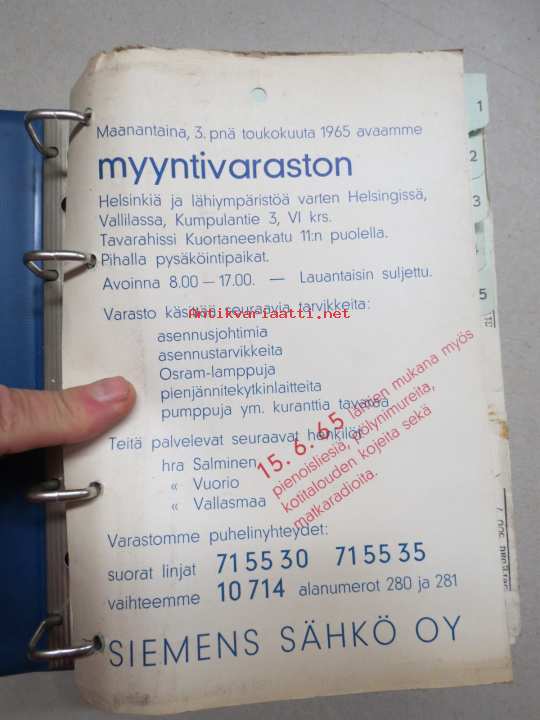 Maanantaina, 3. pnä toukokuuta 1965 avaamme
myyntivaraston
Helsinkiä ja lähiympäristöä varten Helsingissä,
Vallilassa, Kumpulantie 3, VI krs.
Tavarahissi Kuortaneenkatu 11:n puolella.
Pihalla pysäköintipaikat.
Avoinna 8.00 — 17.00. — Lauantaisin suljettu.
Varasto käsittää seuraavia tarvikkeita:
Antikvariaatti.net
asennusjohtimia
asennustarvikkeita
Osram-lamppuja
pienjännitekytkinlaitteita
pumppuja ym. kuranttia tavaraa
Teitä palvelevat seuraavat henkilöt:
hra Salminen
“ Vuorio
“ Vallasmaa
15.6.65 lähtien mukana myös
pienoisliesiä, pölynimureita,
kotitalouden kojeita sekä
matkaradioita.
Varastomme puhelinyhteydet:
suorat linjat 71 55 30 71 55 35
vaihteemme 10 714 alanumerot 280 ja 281
SIEMENS SÄHKÖ OY
1
2
3
5